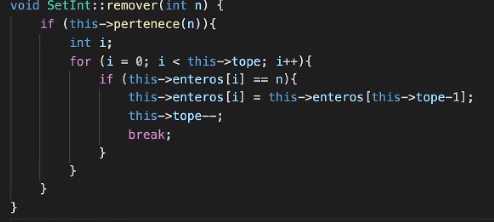 void SetInt::remover(int n) {
    if (this->pertenece(n)){
        int i;
        for (i = 0; i < this->tope; i++){
            if (this->enteros[i] == n){
                this->enteros[i] = this->enteros[this->tope-1];
                this->tope--;
                break;
            }
        }
    }
}